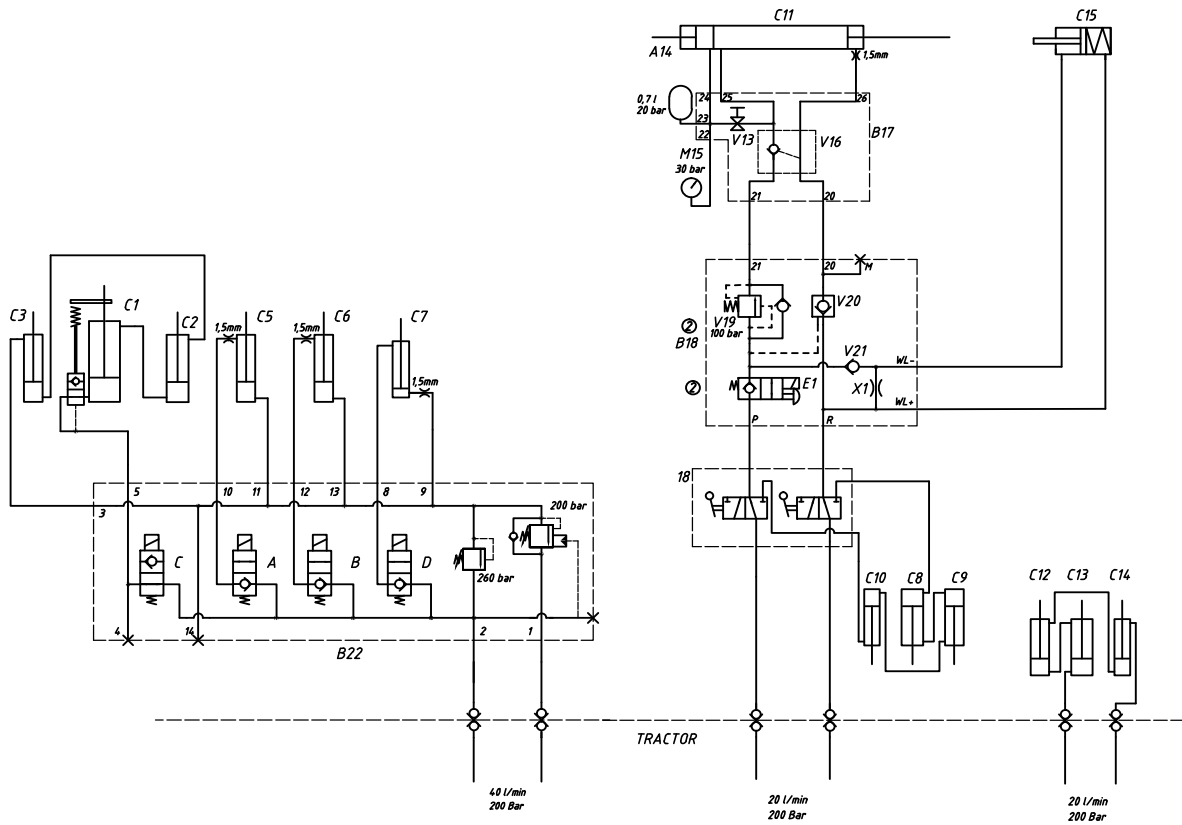 C11
C15
A14
1,5mm
0,7 l
20 bar
24
25
26
23
22
V13
V16
B17
M15
30 bar
21
20
21
20
M
V20
V19
100 bar
2
B18
V21
WL-
2
E1
X1
WL+
P
R
C3
C1
C2
C5
C6
C7
1,5mm
1,5mm
1,5mm
5
10
11
12
13
8
9
3
200 bar
18
C
A
B
D
260 bar
4
14
2
1
B22
C10
C8
C9
C12
C13
C14
TRACTOR
40 l/min
200 Bar
20 l/min
200 Bar
20 l/min
200 Bar